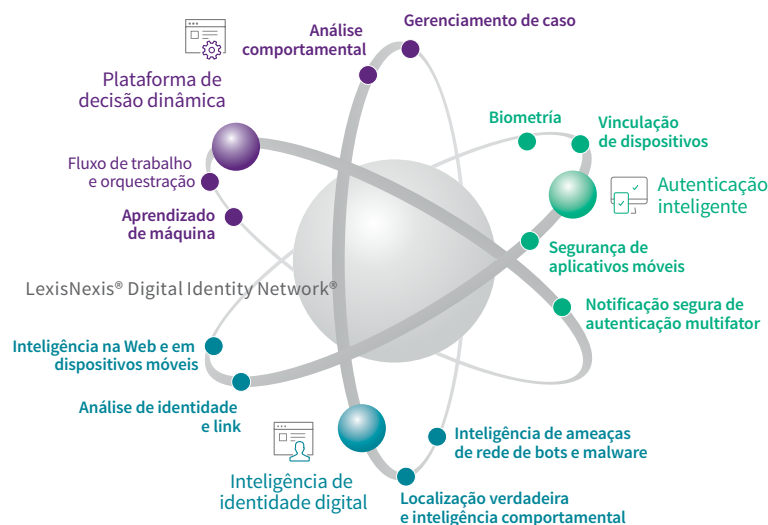 Gerenciamento de caso
Análise
comportamental
Plataforma de
decisão dinâmica
Biometria
Vinculação
de dispositivos
Fluxo de trabalho
e orquestração
Autenticação
inteligente
Aprendizado
de máquina
Segurança de
aplicativos móveis
LexisNexis® Digital Identity Network®
Notificação segura de
autenticação multifator
Inteligência na Web e em
dispositivos móveis
Análise de identidade
e link
Inteligência de ameaças
de rede de bots e malware
Inteligência de
identidade digital
Localização verdadeira
e inteligência comportamental